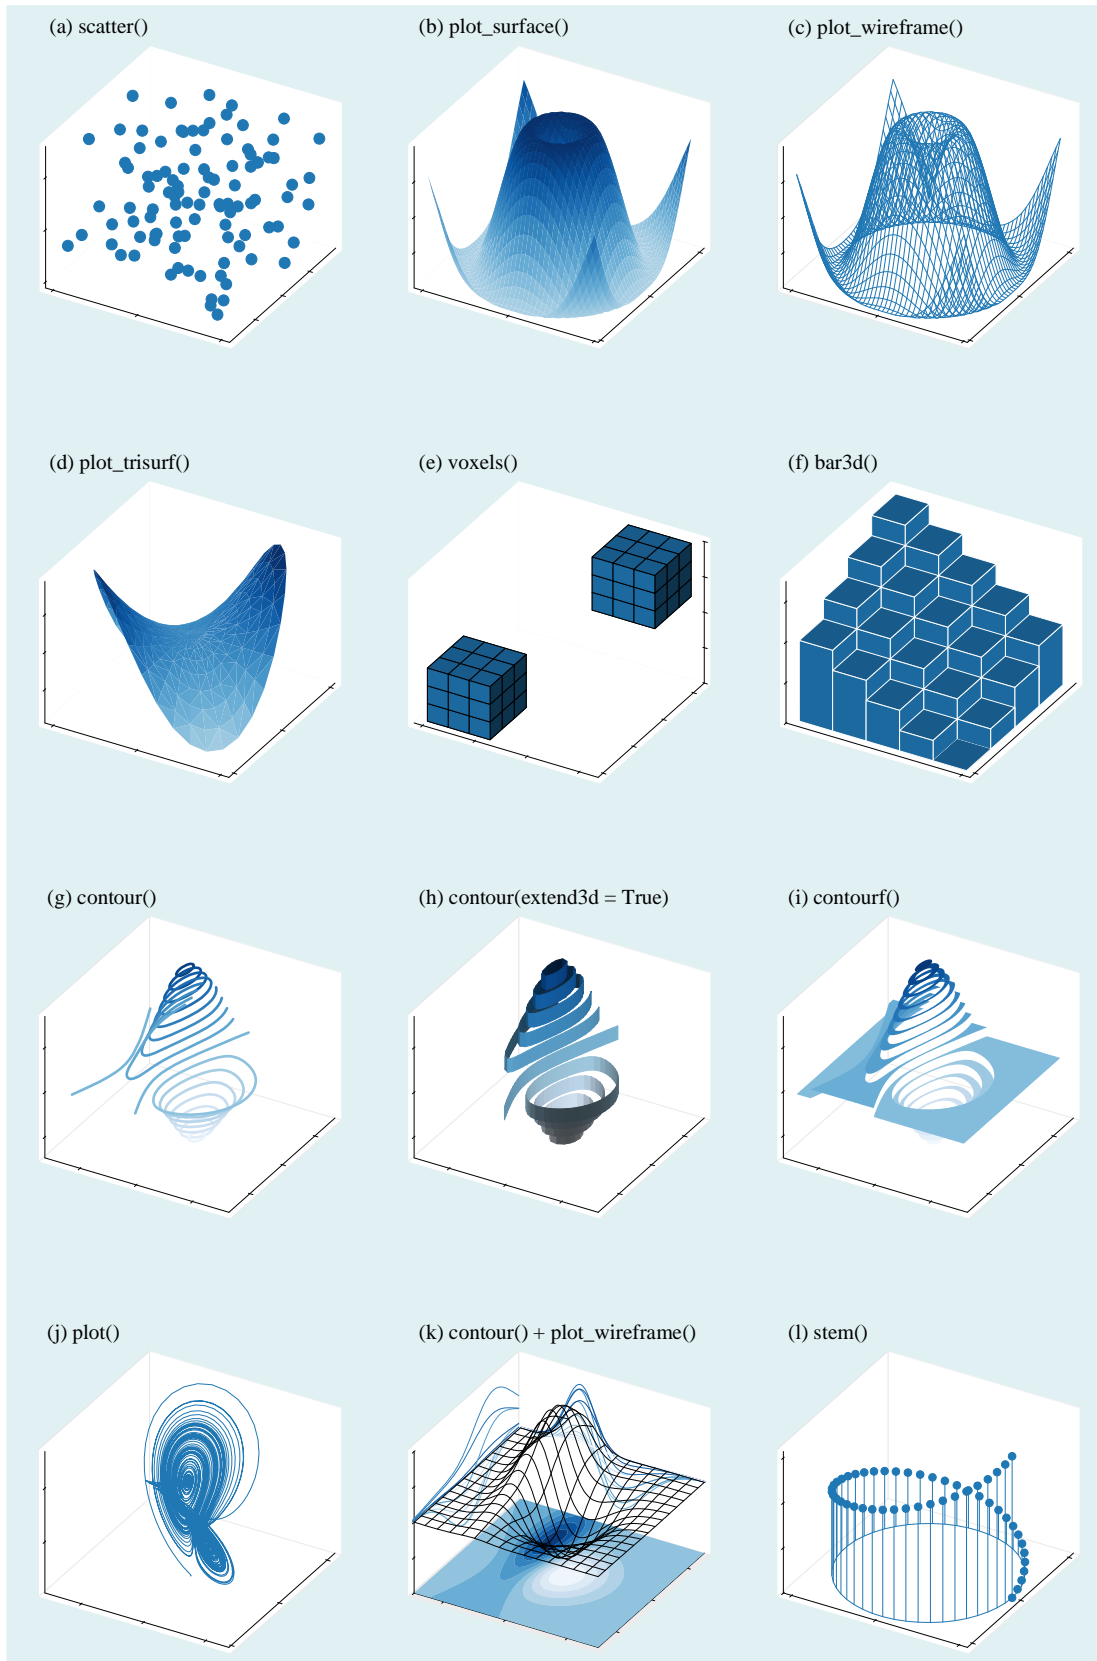 (a) scatter()
(b) plot_surface()
(c) plot_wireframe()
(d) plot_trisurf()
(e) voxels()
(f) bar3d()
(g) contour()
(h) contour(extend3d = True)
(i) contourf()
(j) plot()
(k) contour() + plot_wireframe()
(l) stem()